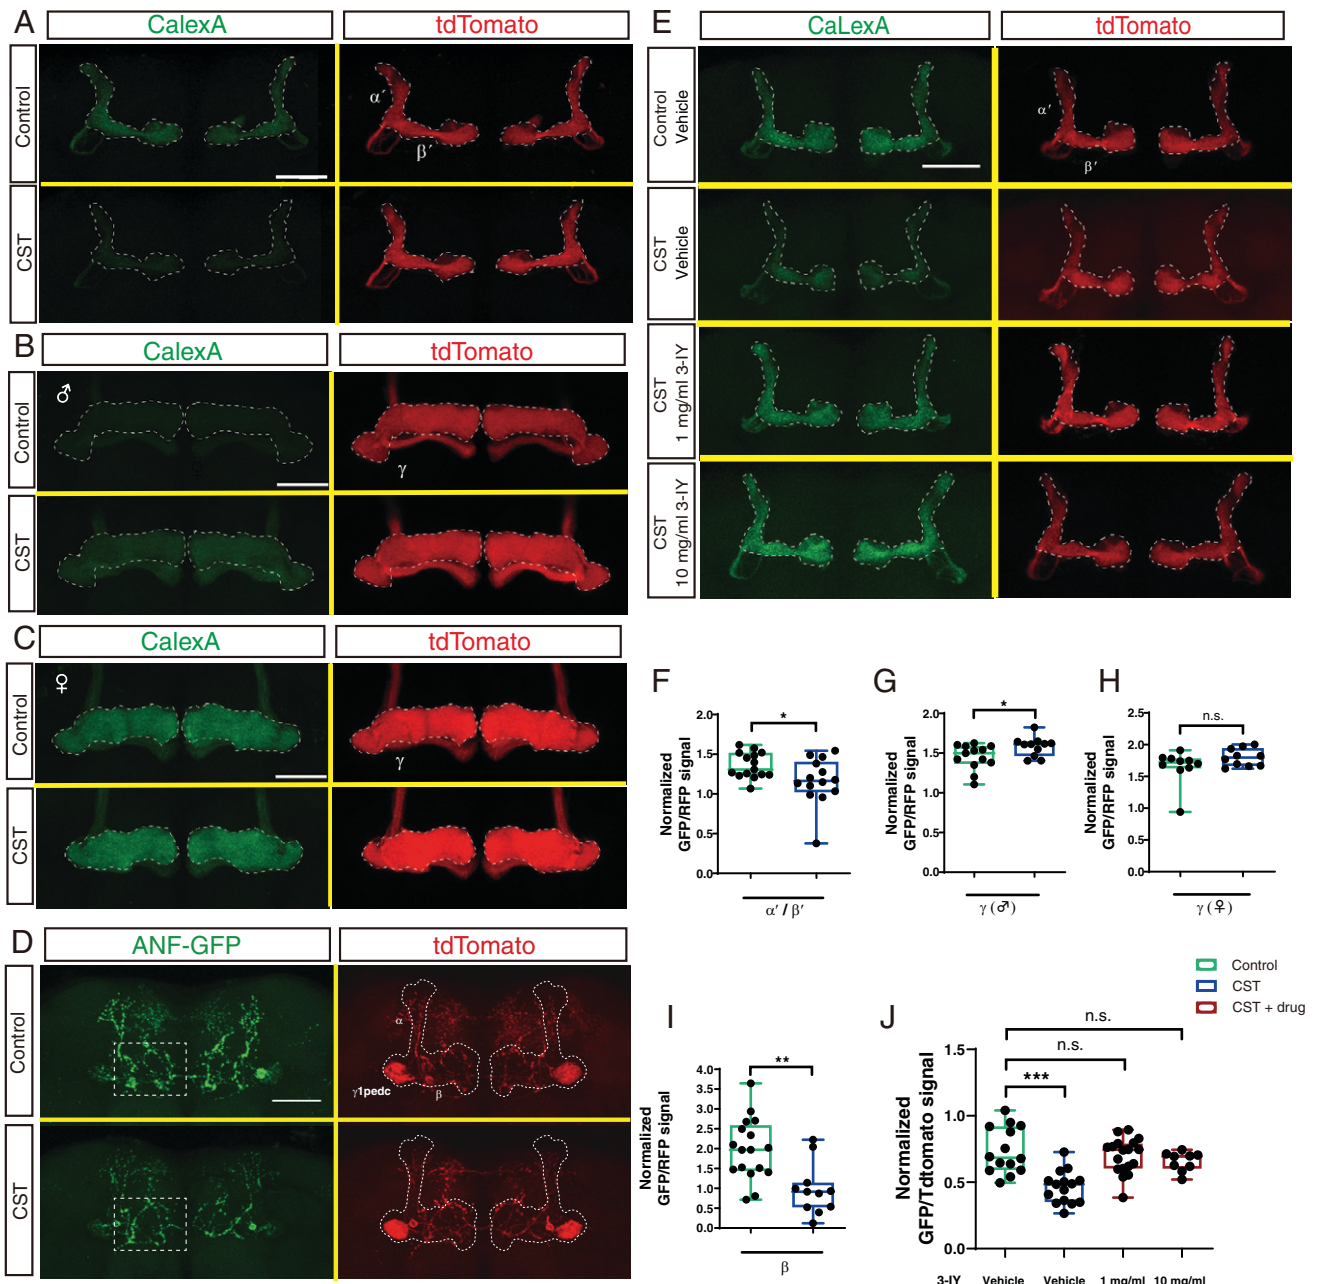 A
CalexA
tdTomato
Control
α´
β´
CST
B
CalexA
tdTomato
Control
♂
γ
CST
C
CalexA
tdTomato
Control
♀
γ
CST
D
ANF-GFP
tdTomato
Control
α
γ1pedc
β
CST
E
CaLexA
tdTomato
Control
Vehicle
α′
β′
CST
Vehicle
CST
1 mg/ml 3-IY
CST
10 mg/ml 3-IY
F
Normalized
GFP/RFP signal
2.0
1.5
1.0
0.5
0.0
*
α′ / β′
G
Normalized
GFP/RFP signal
2.0
1.5
1.0
0.5
0.0
*
γ (♂)
H
Normalized
GFP/RFP signal
2.5
2.0
1.5
1.0
0.5
0.0
n.s.
γ (♀)
Control
CST
CST + drug
I
Normalized
GFP/RFP signal
4.0
3.5
3.0
2.5
2.0
1.5
1.0
0.5
0.0
**
β
J
Normalized
GFP/Tdtomato signal
1.5
1.0
0.5
0.0
n.s.
n.s.
***
3-IY Vehicle Vehicle 1 mg/ml 10 mg/ml